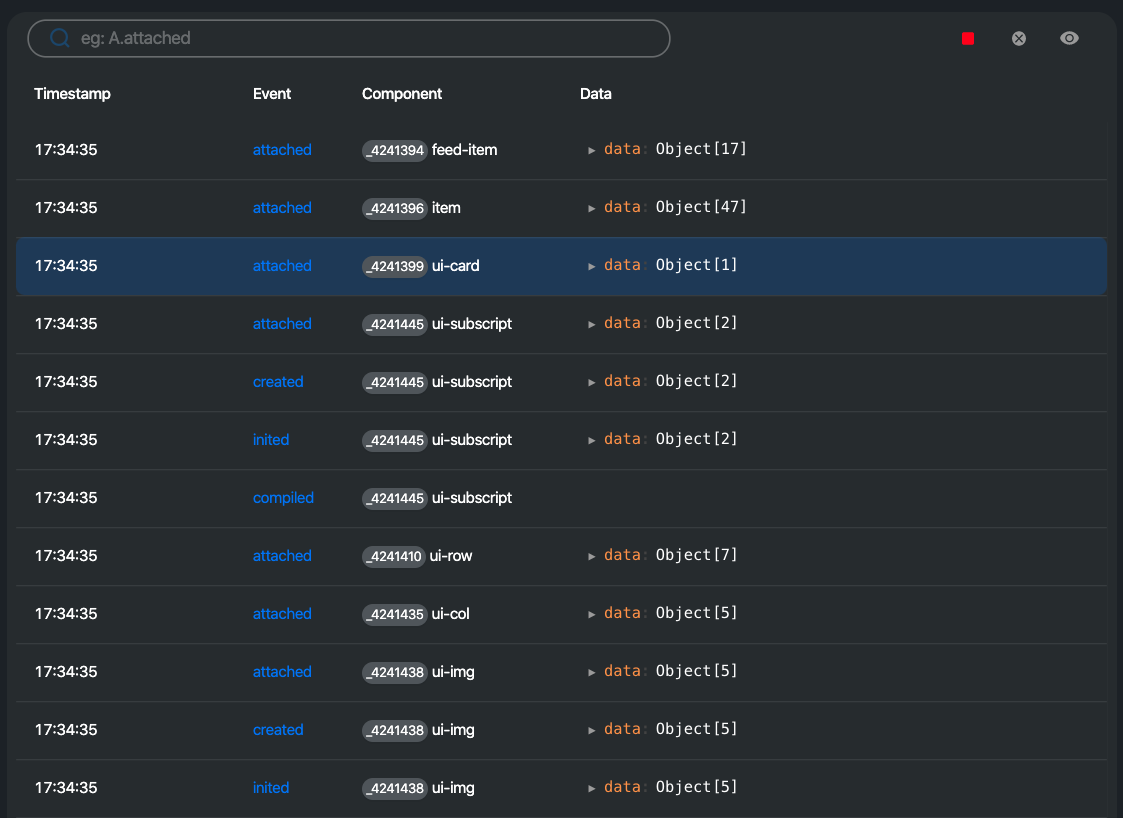 eg: A.attached
Timestamp Event Component Data
17:34:35 attached _4241394 feed-item ▸ data: Object[17]
17:34:35 attached _4241396 item ▸ data: Object[47]
17:34:35 attached _4241399 ui-card ▸ data: Object[1]
17:34:35 attached _4241445 ui-subscript ▸ data: Object[2]
17:34:35 created _4241445 ui-subscript ▸ data: Object[2]
17:34:35 inited _4241445 ui-subscript ▸ data: Object[2]
17:34:35 compiled _4241445 ui-subscript
17:34:35 attached _4241410 ui-row ▸ data: Object[7]
17:34:35 attached _4241435 ui-col ▸ data: Object[5]
17:34:35 attached _4241438 ui-img ▸ data: Object[5]
17:34:35 created _4241438 ui-img ▸ data: Object[5]
17:34:35 inited _4241438 ui-img ▸ data: Object[5]